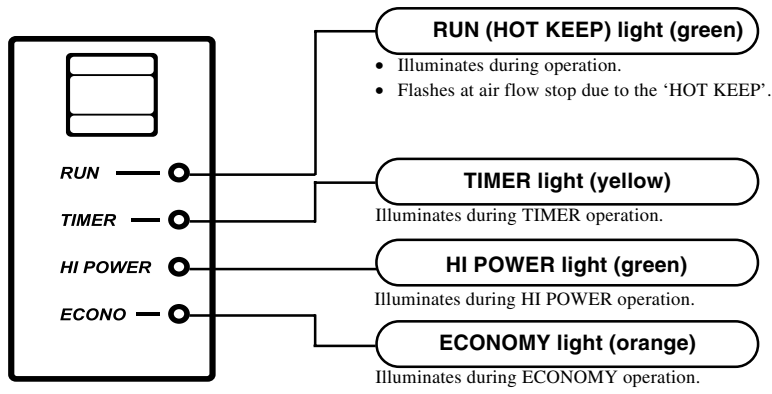 RUN (HOT KEEP) light (green)
• Illuminates during operation.
• Flashes at air flow stop due to the ‘HOT KEEP’.
RUN
TIMER light (yellow)
TIMER
Illuminates during TIMER operation.
HI POWER
HI POWER light (green)
Illuminates during HI POWER operation.
ECONO
ECONOMY light (orange)
Illuminates during ECONOMY operation.